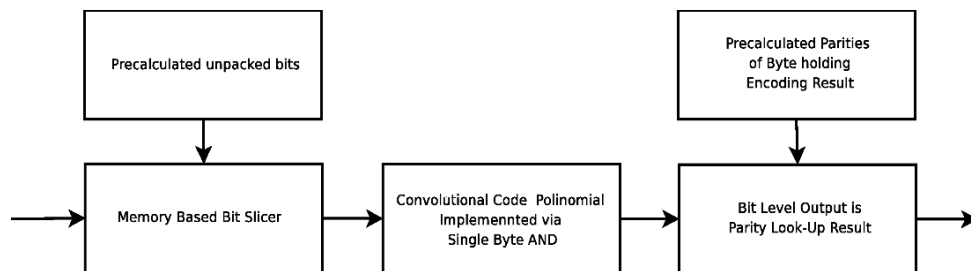 Precalculated unpacked bits
Precalculated Parities
of Byte holding
Encoding Result
Memory Based Bit Slicer
Convolutional Code Polinomial
Implemennted via
Single Byte AND
Bit Level Output is
Parity Look-Up Result